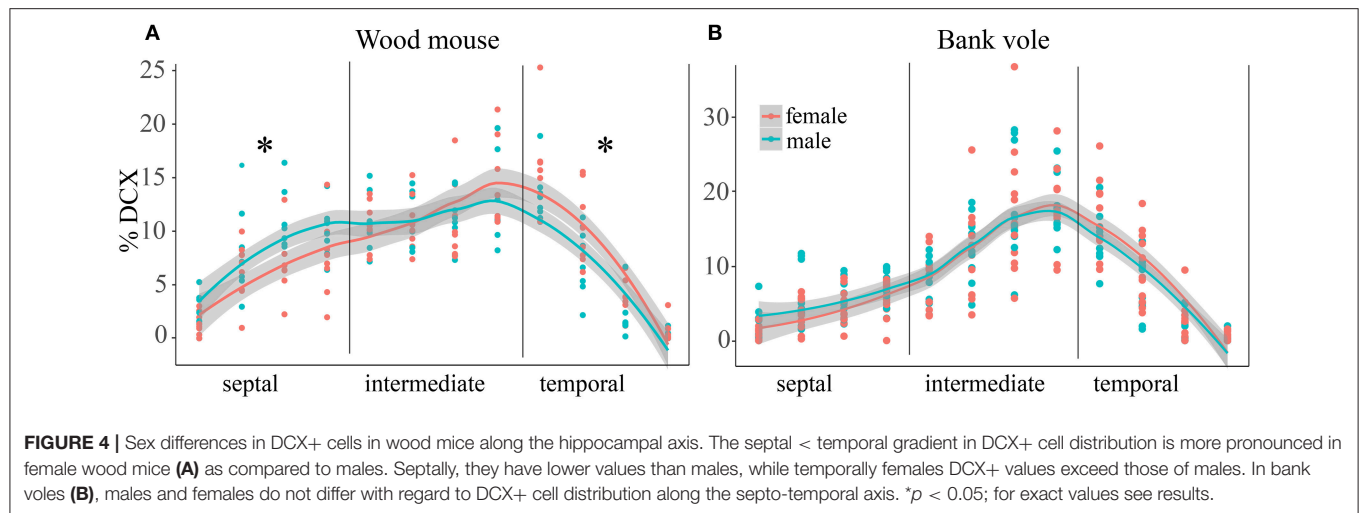 A
Wood mouse
25
20
15
10
5
0
% DCX
*
*
septal
intermediate
temporal
B
Bank vole
30
20
10
0
female
male
septal
intermediate
temporal
FIGURE 4 | Sex differences in DCX+ cells in wood mice along the hippocampal axis. The septal < temporal gradient in DCX+ cell distribution is more pronounced in
female wood mice (A) as compared to males. Septally, they have lower values than males, while temporally females DCX+ values exceed those of males. In bank
voles (B), males and females do not differ with regard to DCX+ cell distribution along the septo-temporal axis. *p < 0.05; for exact values see results.